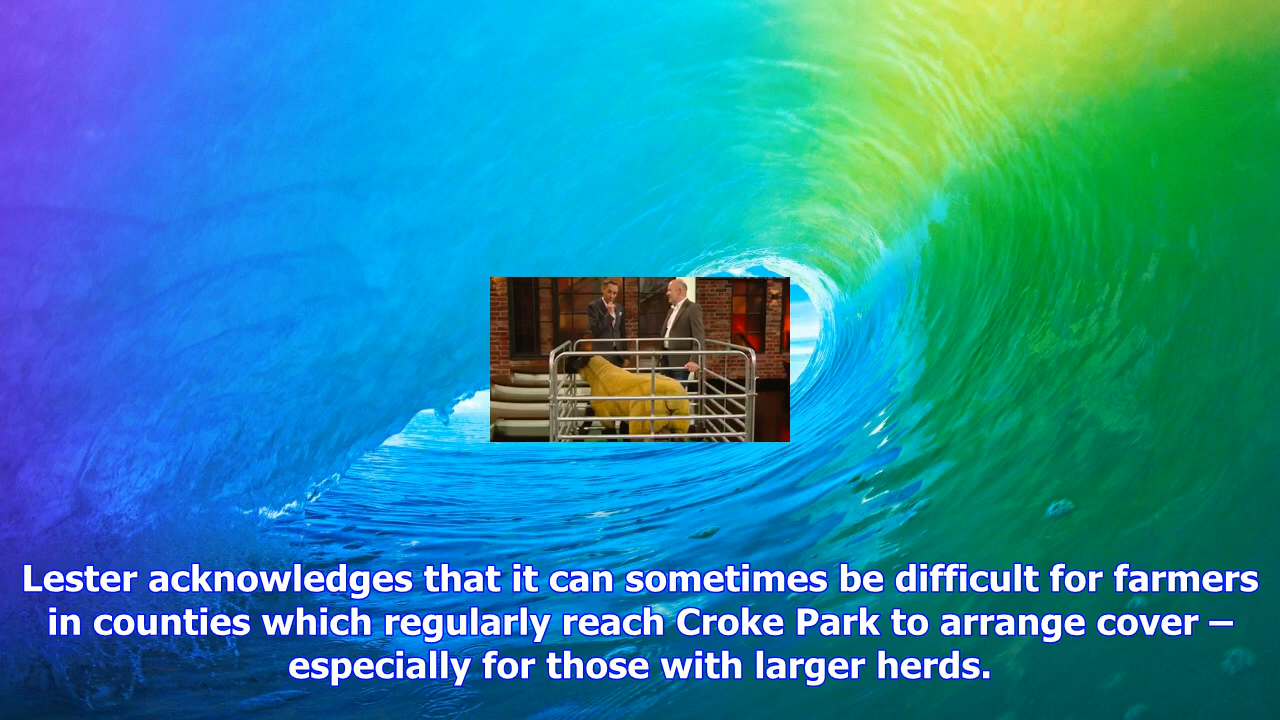 Lester acknowledges that it can sometimes be difficult for farmers
in counties which regularly reach Croke Park to arrange cover –
especially for those with larger herds.